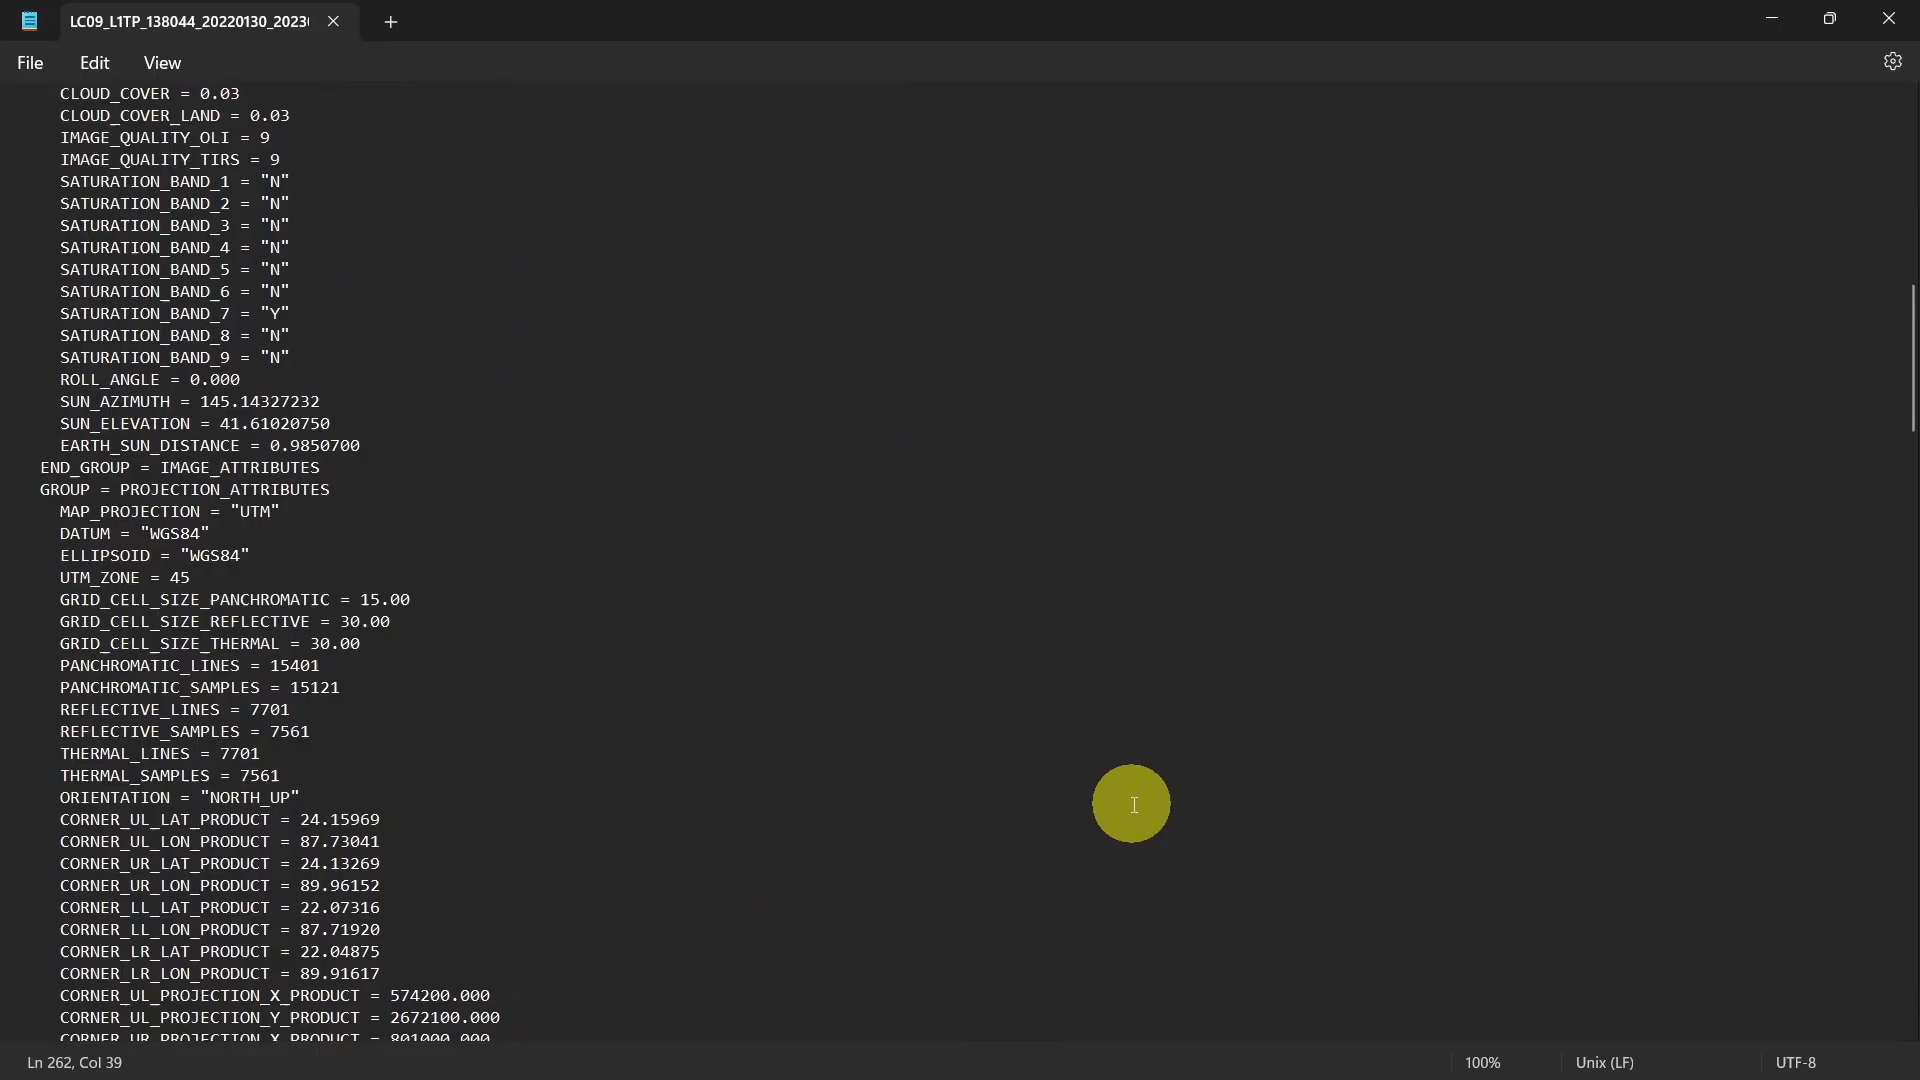 LC09_L1TP_138044_20220130_2023
File Edit View
CLOUD_COVER = 0.03
CLOUD_COVER_LAND = 0.03
IMAGE_QUALITY_OLI = 9
IMAGE_QUALITY_TIRS = 9
SATURATION_BAND_1 = "N"
SATURATION_BAND_2 = "N"
SATURATION_BAND_3 = "N"
SATURATION_BAND_4 = "N"
SATURATION_BAND_5 = "N"
SATURATION_BAND_6 = "N"
SATURATION_BAND_7 = "Y"
SATURATION_BAND_8 = "N"
SATURATION_BAND_9 = "N"
ROLL_ANGLE = 0.000
SUN_AZIMUTH = 145.14327232
SUN_ELEVATION = 41.61020750
EARTH_SUN_DISTANCE = 0.9850700
END_GROUP = IMAGE_ATTRIBUTES
GROUP = PROJECTION_ATTRIBUTES
MAP_PROJECTION = "UTM"
DATUM = "WGS84"
ELLIPSOID = "WGS84"
UTM_ZONE = 45
GRID_CELL_SIZE_PANCHROMATIC = 15.00
GRID_CELL_SIZE_REFLECTIVE = 30.00
GRID_CELL_SIZE_THERMAL = 30.00
PANCHROMATIC_LINES = 15401
PANCHROMATIC_SAMPLES = 15121
REFLECTIVE_LINES = 7701
REFLECTIVE_SAMPLES = 7561
THERMAL_LINES = 7701
THERMAL_SAMPLES = 7561
ORIENTATION = "NORTH_UP"
CORNER_UL_LAT_PRODUCT = 24.15969
CORNER_UL_LON_PRODUCT = 87.73041
CORNER_UR_LAT_PRODUCT = 24.13269
CORNER_UR_LON_PRODUCT = 89.96152
CORNER_LL_LAT_PRODUCT = 22.07316
CORNER_LL_LON_PRODUCT = 87.71920
CORNER_LR_LAT_PRODUCT = 22.04875
CORNER_LR_LON_PRODUCT = 89.91617
CORNER_UL_PROJECTION_X_PRODUCT = 574200.000
CORNER_UL_PROJECTION_Y_PRODUCT = 2672100.000
CORNER_UR_PROJECTION_X_PRODUCT = 801000.000
Ln 262, Col 39 100% Unix (LF) UTF-8